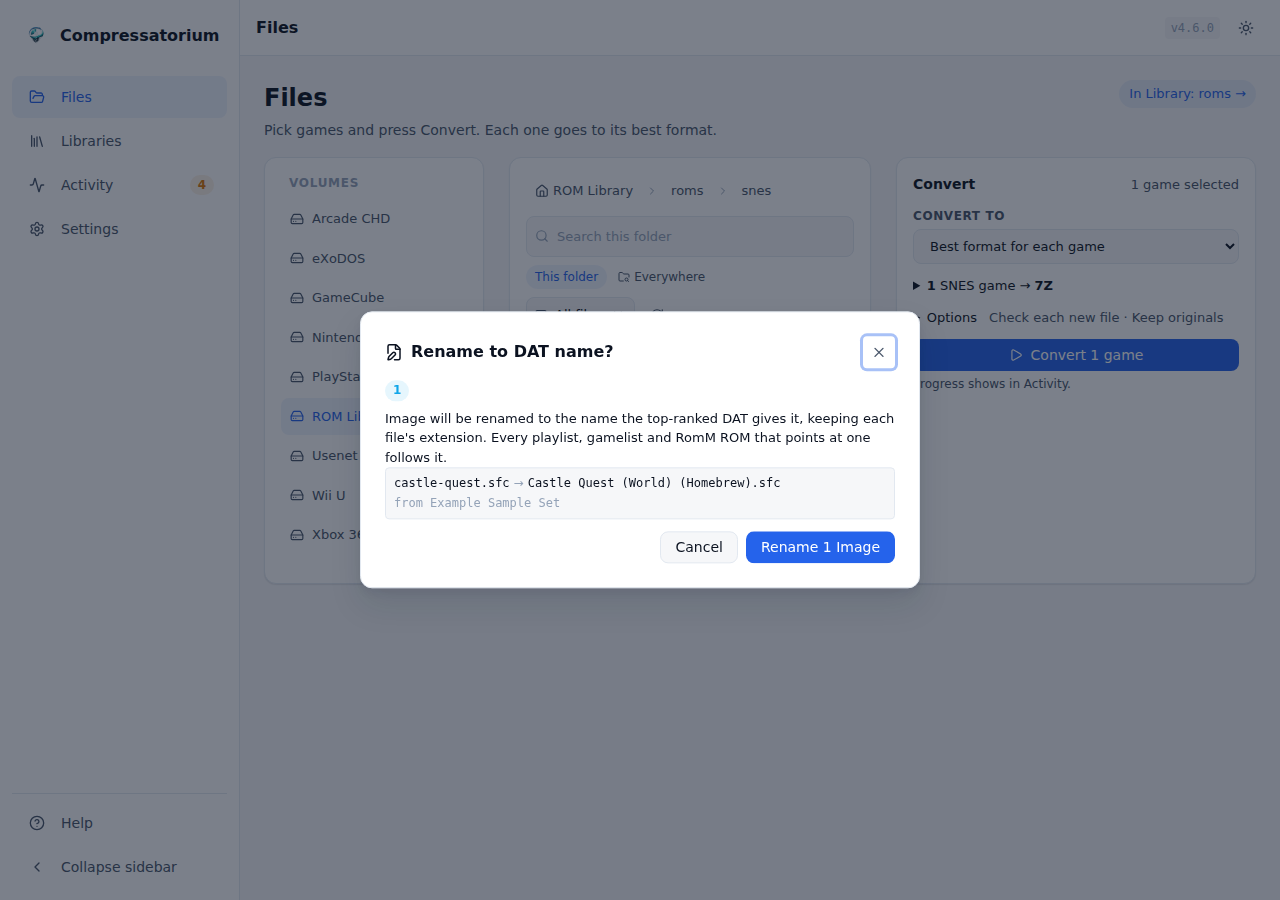 Compressatorium
Files
Libraries
Activity
4
Settings
Help
Collapse sidebar
Files
v4.6.0
Files
In Library: roms →
Pick games and press Convert. Each one goes to its best format.
VOLUMES
Arcade CHD
eXoDOS
GameCube
ROM Li
Usenet
Wii U
ROM Library
roms
snes
Search this folder
This folder
Everywhere
Convert
1 game selected
CONVERT TO
Best format for each game
1 SNES game → 7Z
Options
Check each new file · Keep originals
Convert 1 game
rogress shows in Activity.
Rename to DAT name?
1
Image will be renamed to the name the top-ranked DAT gives it, keeping each
file's extension. Every playlist, gamelist and RomM ROM that points at one
follows it.
castle-quest.sfc → Castle Quest (World) (Homebrew).sfc
from Example Sample Set
Cancel
Rename 1 Image